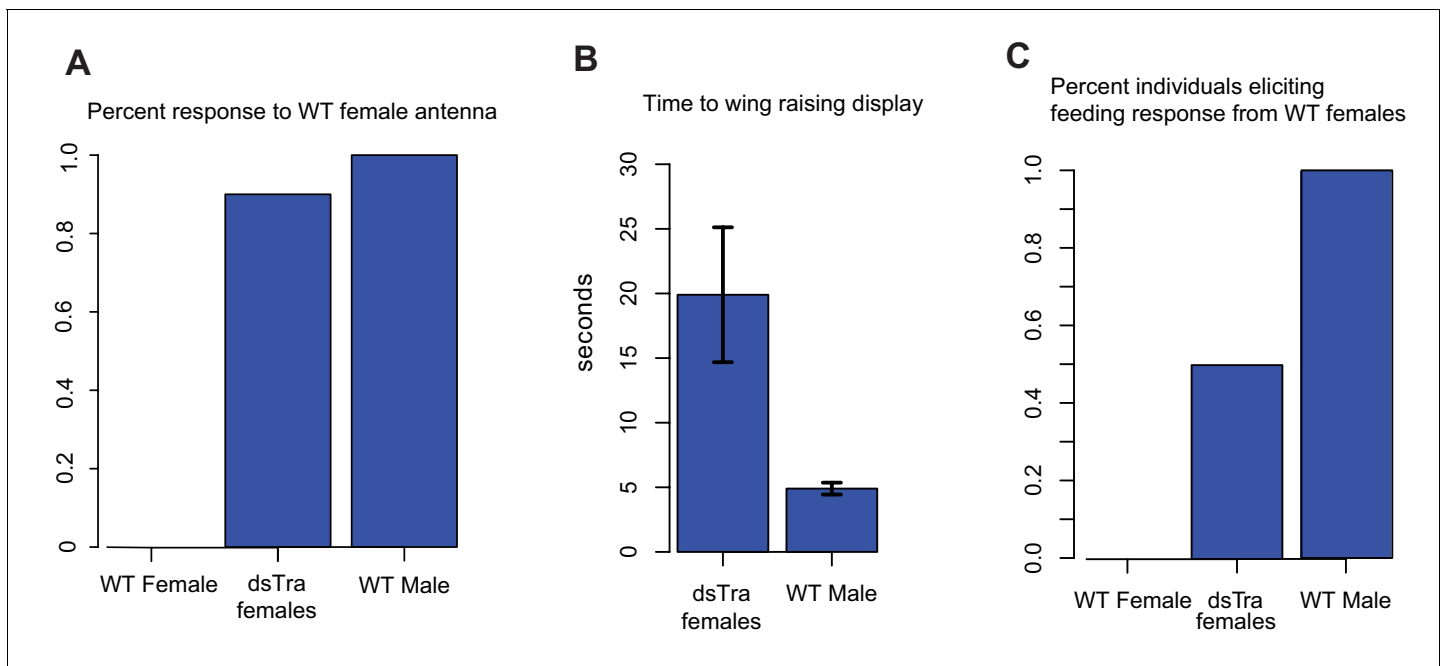 A
Percent response to WT female antenna
1.0
0.8
0.6
0.4
0.2
0
WT Female
dsTra
females
WT Male
B
Time to wing raising display
seconds
30
25
20
15
10
5
0
dsTra
females
WT Male
C
Percent individuals eliciting
feeding response from WT females
1.0
0.8
0.6
0.4
0.2
0.0
WT Female
dsTra
females
WT Male